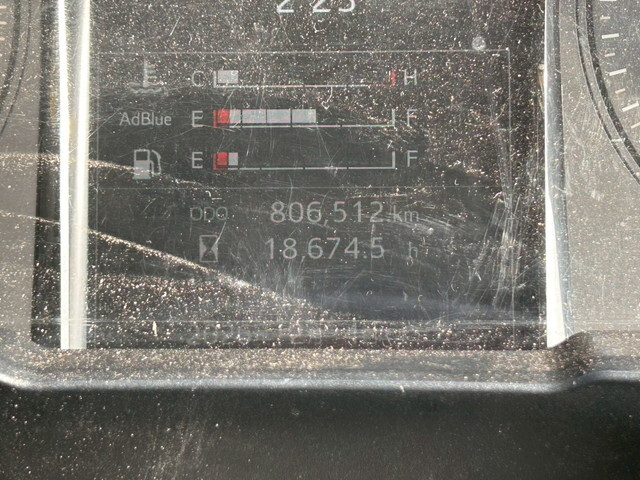 C H
AdBlue E F
E F
ODO 806,512 km
18,674.5 h